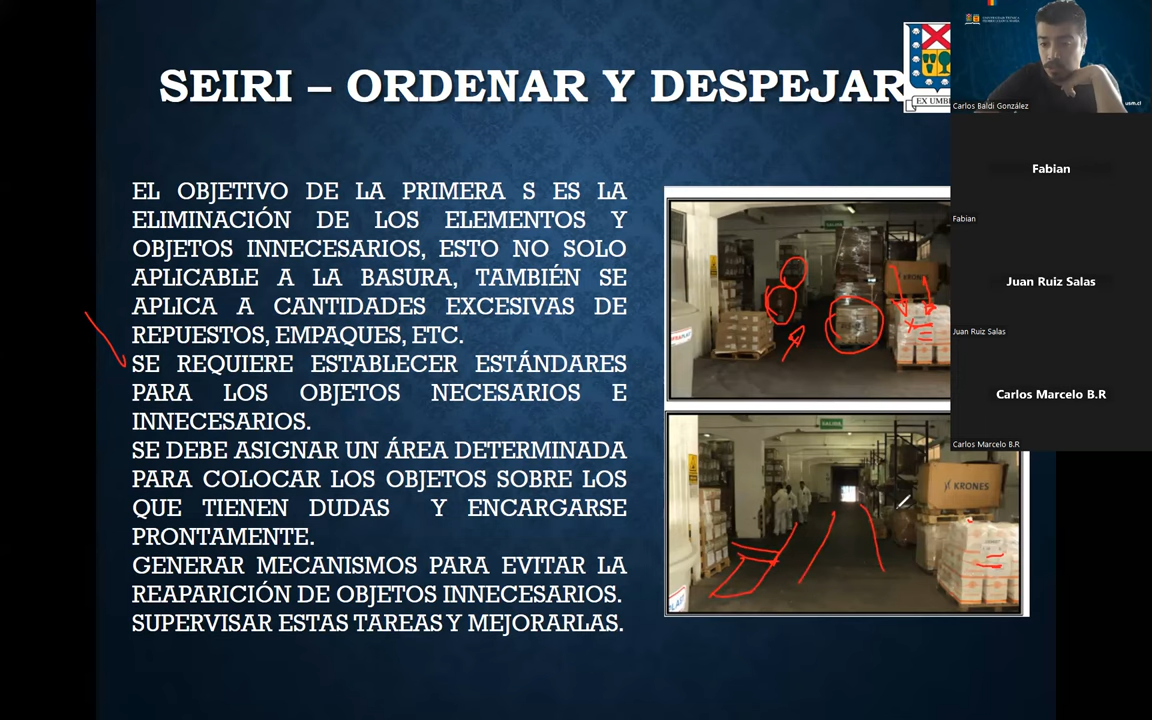 SEIRI – ORDENAR Y DESPEJAR
EX UMB
usm.cl
Carlos Baldi González
Fabian
Fabian
Juan Ruiz Salas
Juan Ruiz Salas
Carlos Marcelo B.R
Carlos Marcelo B.R
EL OBJETIVO DE LA PRIMERA S ES LA
ELIMINACIÓN DE LOS ELEMENTOS Y
OBJETOS INNECESARIOS, ESTO NO SOLO
APLICABLE A LA BASURA, TAMBIÉN SE
APLICA A CANTIDADES EXCESIVAS DE
REPUESTOS, EMPAQUES, ETC.
SE REQUIERE ESTABLECER ESTÁNDARES
PARA LOS OBJETOS NECESARIOS E
INNECESARIOS.
SE DEBE ASIGNAR UN ÁREA DETERMINADA
PARA COLOCAR LOS OBJETOS SOBRE LOS
QUE TIENEN DUDAS Y ENCARGARSE
PRONTAMENTE.
GENERAR MECANISMOS PARA EVITAR LA
REAPARICIÓN DE OBJETOS INNECESARIOS.
SUPERVISAR ESTAS TAREAS Y MEJORARLAS.
SALIDA
KRONES
SALIDA
KRONES